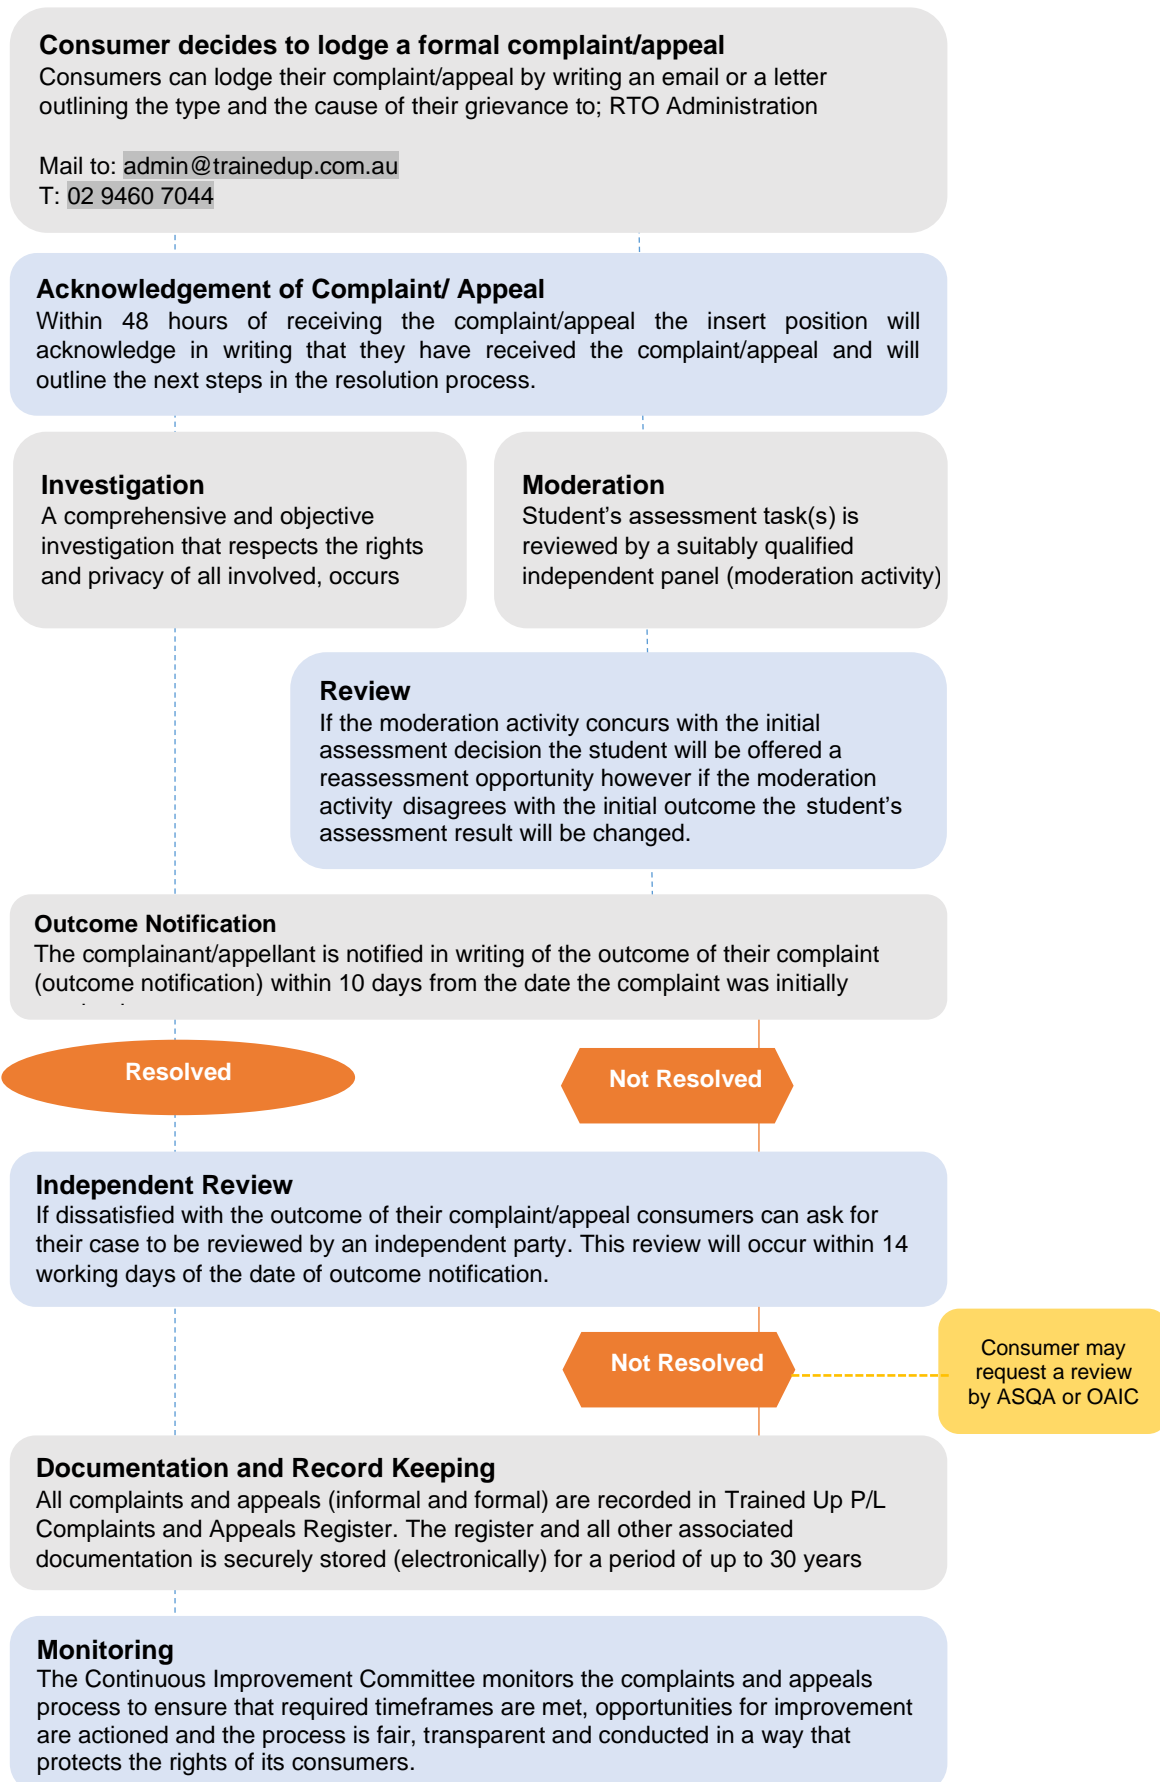 Consumer decides to lodge a formal complaint/appeal
Consumers can lodge their complaint/appeal by writing an email or a letter
outlining the type and the cause of their grievance to; RTO Administration
Mail to: admin@trainedup.com.au
T: 02 9460 7044
Acknowledgement of Complaint/ Appeal
Within 48 hours of receiving the complaint/appeal the insert position will
acknowledge in writing that they have received the complaint/appeal and will
outline the next steps in the resolution process.
Investigation
A comprehensive and objective
investigation that respects the rights
and privacy of all involved, occurs
Moderation
Student's assessment task(s) is
reviewed by a suitably qualified
independent panel (moderation activity)
Review
If the moderation activity concurs with the initial
assessment decision the student will be offered a
reassessment opportunity however if the moderation
activity disagrees with the initial outcome the student's
assessment result will be changed.
Outcome Notification
The complainant/appellant is notified in writing of the outcome of their complaint
(outcome notification) within 10 days from the date the complaint was initially
Resolved
Not Resolved
Independent Review
If dissatisfied with the outcome of their complaint/appeal consumers can ask for
their case to be reviewed by an independent party. This review will occur within 14
working days of the date of outcome notification.
Not Resolved
Consumer may
request a review
by ASQA or OAIC
Documentation and Record Keeping
All complaints and appeals (informal and formal) are recorded in Trained Up P/L
Complaints and Appeals Register. The register and all other associated
documentation is securely stored (electronically) for a period of up to 30 years
Monitoring
The Continuous Improvement Committee monitors the complaints and appeals
process to ensure that required timeframes are met, opportunities for improvement
are actioned and the process is fair, transparent and conducted in a way that
protects the rights of its consumers.